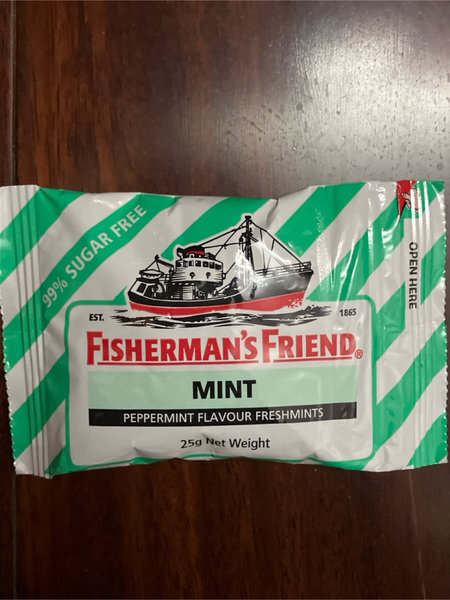 99% SUGAR FREE
OPEN HERE
EST. 1865
FISHERMAN'S FRIEND®
MINT
PEPPERMINT FLAVOUR FRESHMINTS
25g Net Weight